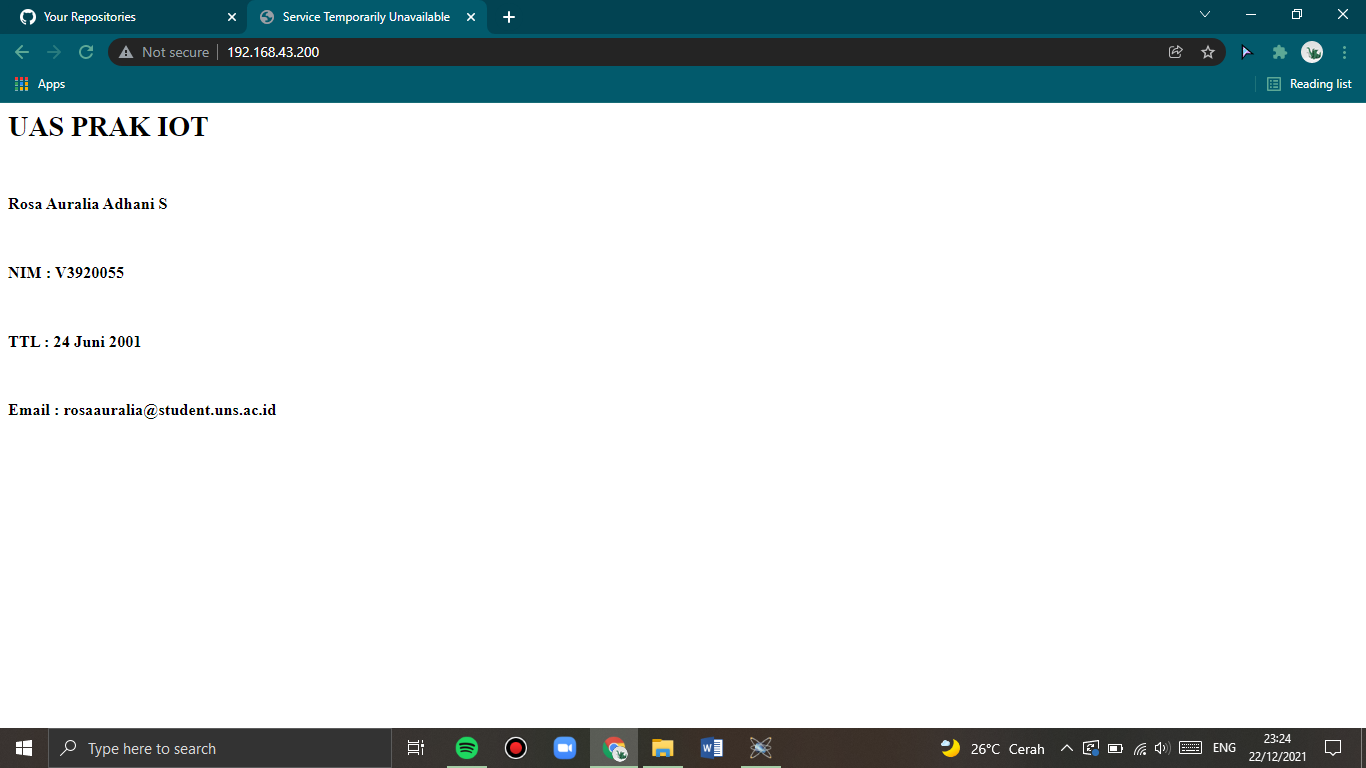 Your Repositories
Service Temporarily Unavailable
Not secure
192.168.43.200
Apps
Reading list
UAS PRAK IOT
Rosa Auralia Adhani S
NIM : V3920055
TTL : 24 Juni 2001
Email : rosaauralia@student.uns.ac.id
Type here to search
26°C Cerah
ENG
23:24
22/12/2021